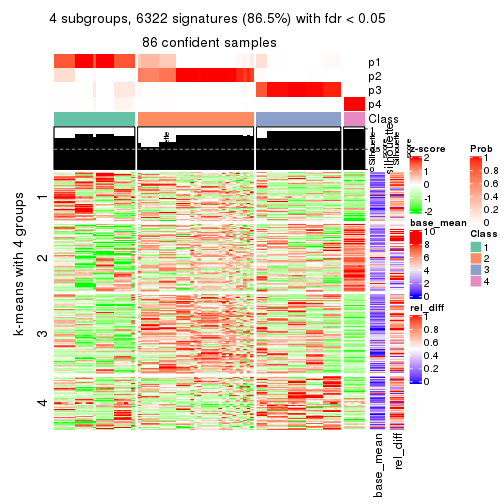 4 subgroups, 6322 signatures (86.5%) with fdr < 0.05
86 confident samples
p1
p2
p3
p4
Class
silhouette
k-means with 4 groups
1
2
3
4
base_mean
rel_diff
z-score
2
1
0
-1
-2
base_mean
10
8
6
4
2
0
rel_diff
1
0.8
0.6
0.4
0.2
0
Prob
1
0.8
0.6
0.4
0.2
0
Class
1
2
3
4